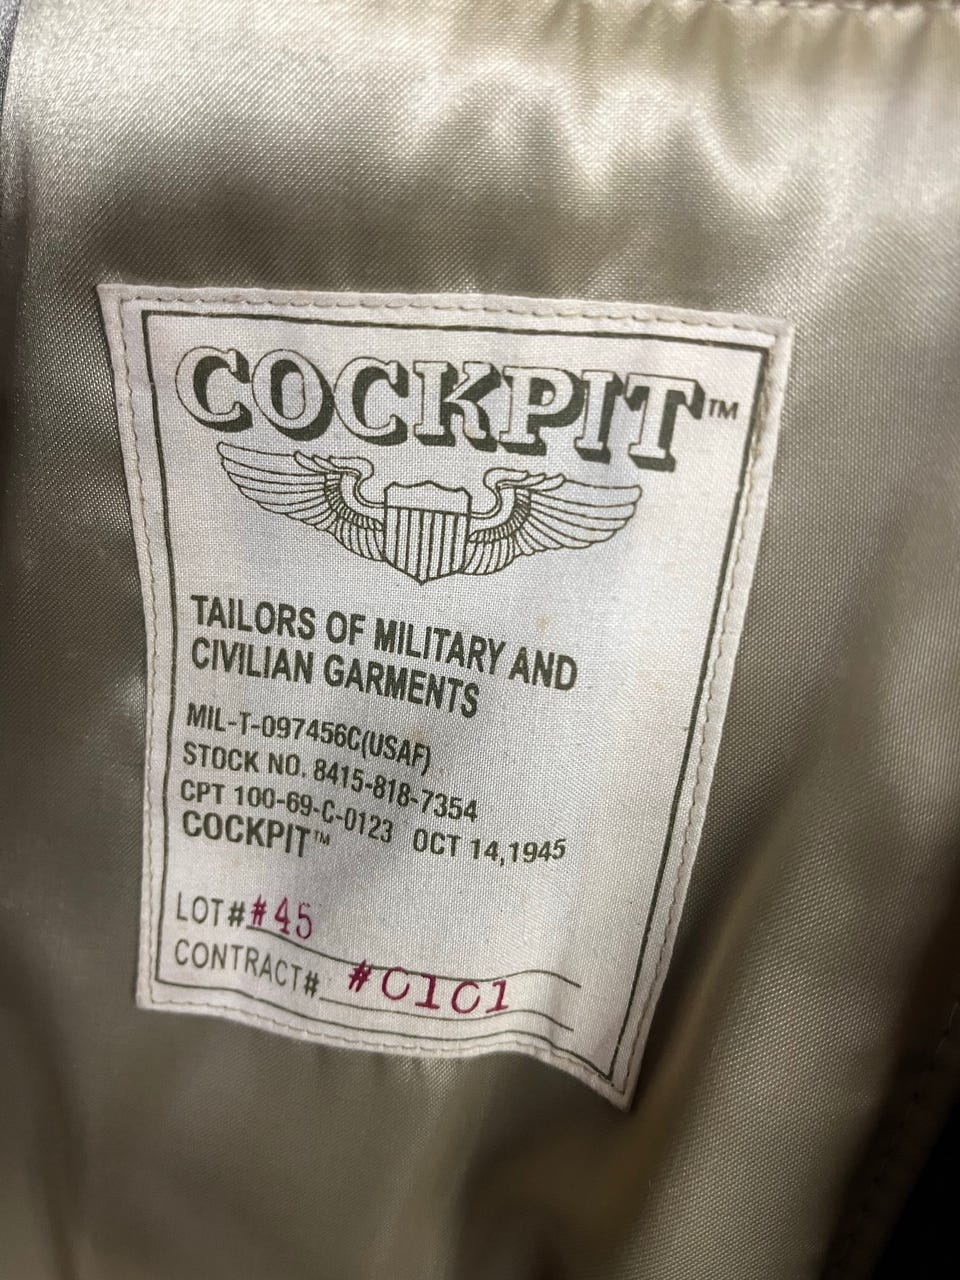 COCKPIT™
TAILORS OF MILITARY AND
CIVILIAN GARMENTS
MIL-T-097456C(USAF)
STOCK NO. 8415-818-7354
CPT 100-69-C-0123 OCT 14,1945
COCKPIT™
LOT# #45
CONTRACT# #C1C1